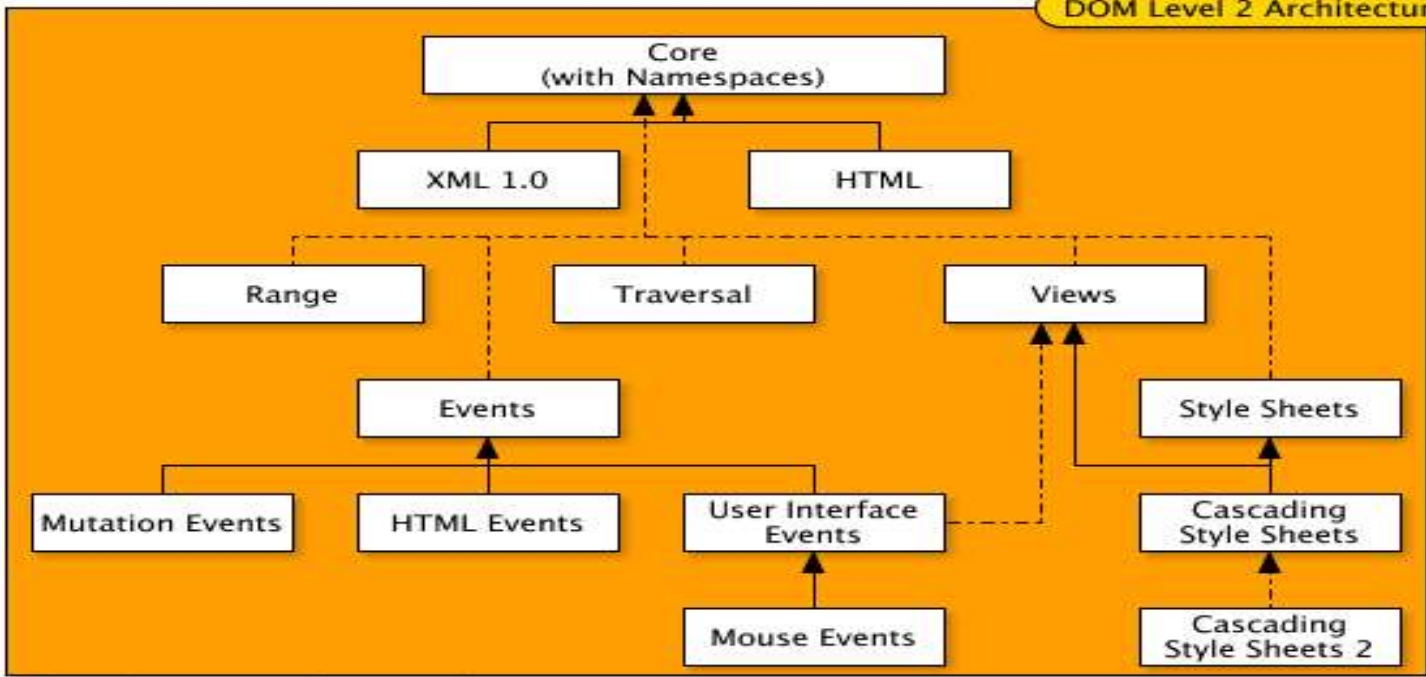 DOM Level 2 Architectur
Core
(with Namespaces)
XML 1.0
HTML
Range
Traversal
Views
Events
Style Sheets
Mutation Events
HTML Events
User Interface
Events
Cascading
Style Sheets
Mouse Events
Cascading
Style Sheets 2